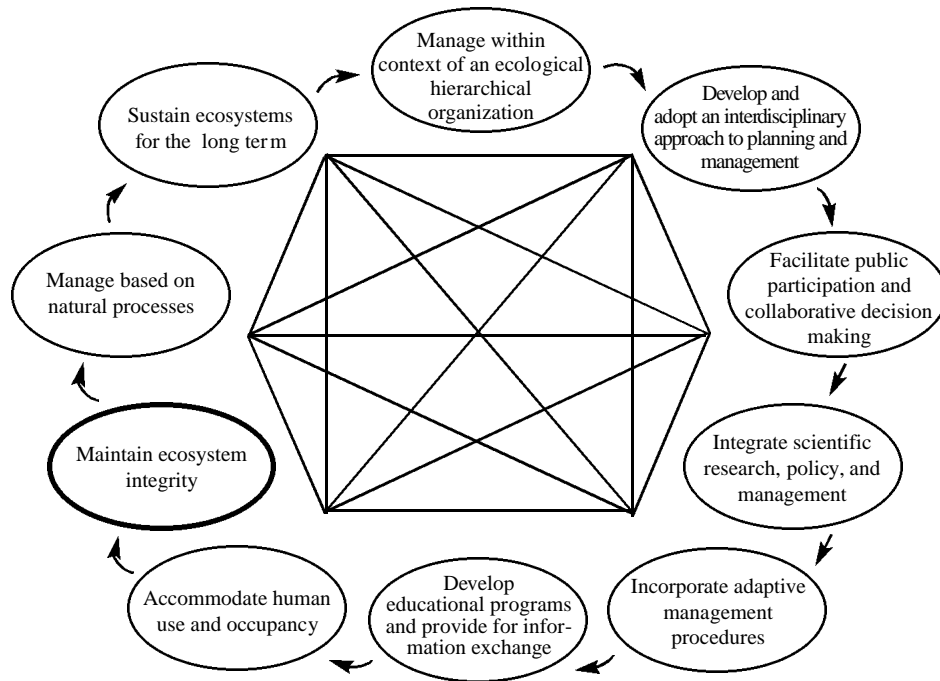 Manage within
context of an ecological
hierarchical
organization
Develop and
adopt an interdisciplinary
approach to planning and
management
Facilitate public
participation and
collaborative decision
making
Integrate scientific
research, policy, and
management
Incorporate adaptive
management
procedures
Develop
educational programs
and provide for infor-
mation exchange
Accommodate human
use and occupancy
Maintain ecosystem
integrity
Manage based on
natural processes
Sustain ecosystems
for the long term